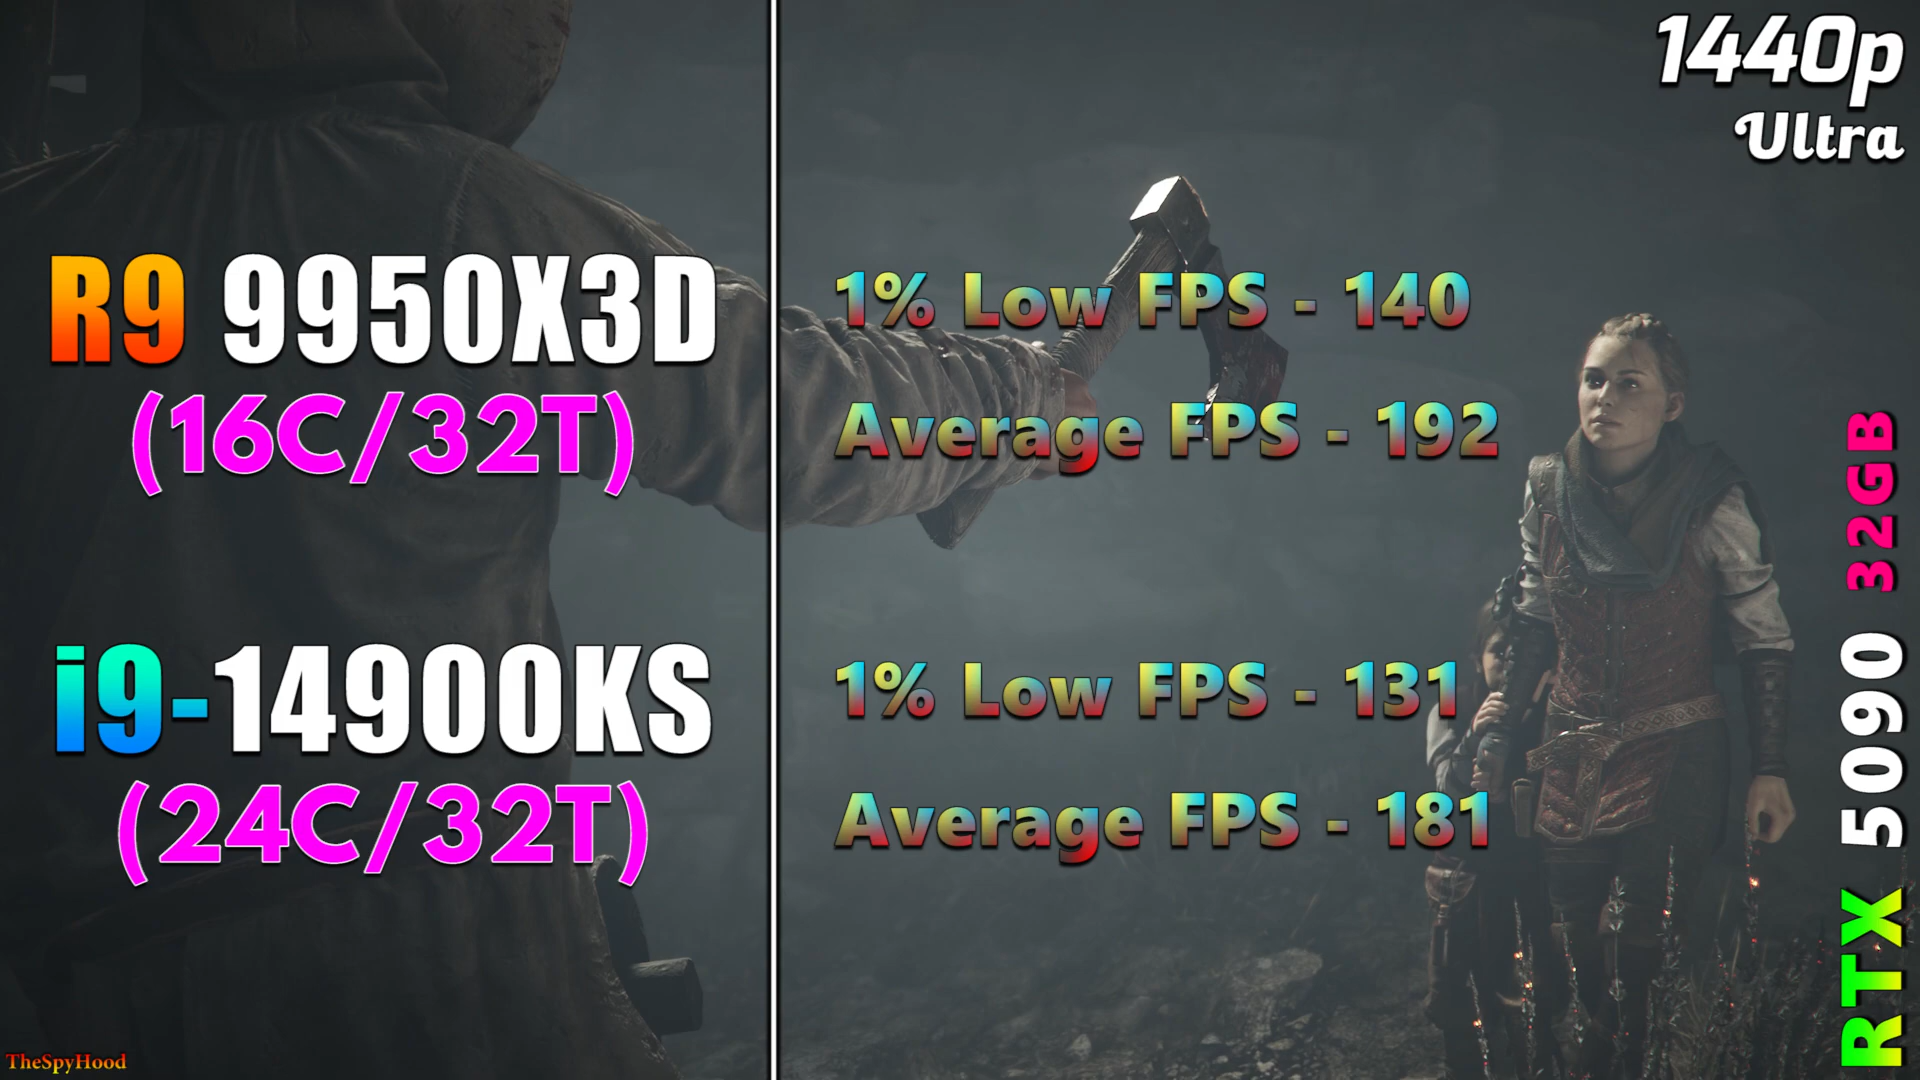 1440p
Ultra
R9 9950X3D
(16C/32T)
1% Low FPS - 140
Average FPS - 192
i9-14900KS
(24C/32T)
1% Low FPS - 131
Average FPS - 181
RTX 5090 32GB
TheSpyHood